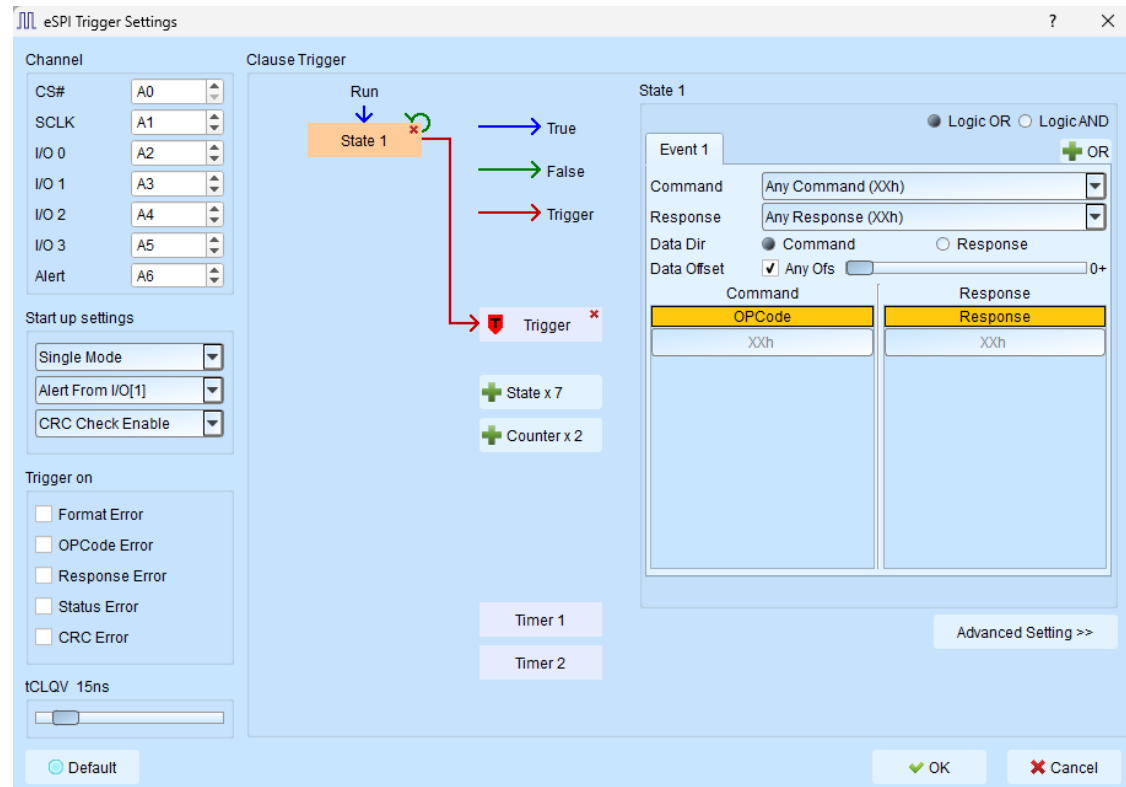 eSPI Trigger Settings ? ×
Channel
CS# A0
SCLK A1
I/O 0 A2
I/O 1 A3
I/O 2 A4
I/O 3 A5
Alert A6
Start up settings
Single Mode
Alert From I/O[1]
CRC Check Enable
Trigger on
Format Error
OPCode Error
Response Error
Status Error
CRC Error
tCLQV 15ns
Default
Clause Trigger
Run
State 1
True
False
Trigger
T Trigger
State x 7
Counter x 2
Timer 1
Timer 2
State 1
Logic OR Logic AND
Event 1 OR
Command Any Command (XXh)
Response Any Response (XXh)
Data Dir Command Response
Data Offset Any Ofs 0+
Command Response
OPCode Response
XXh XXh
Advanced Setting >>
OK Cancel